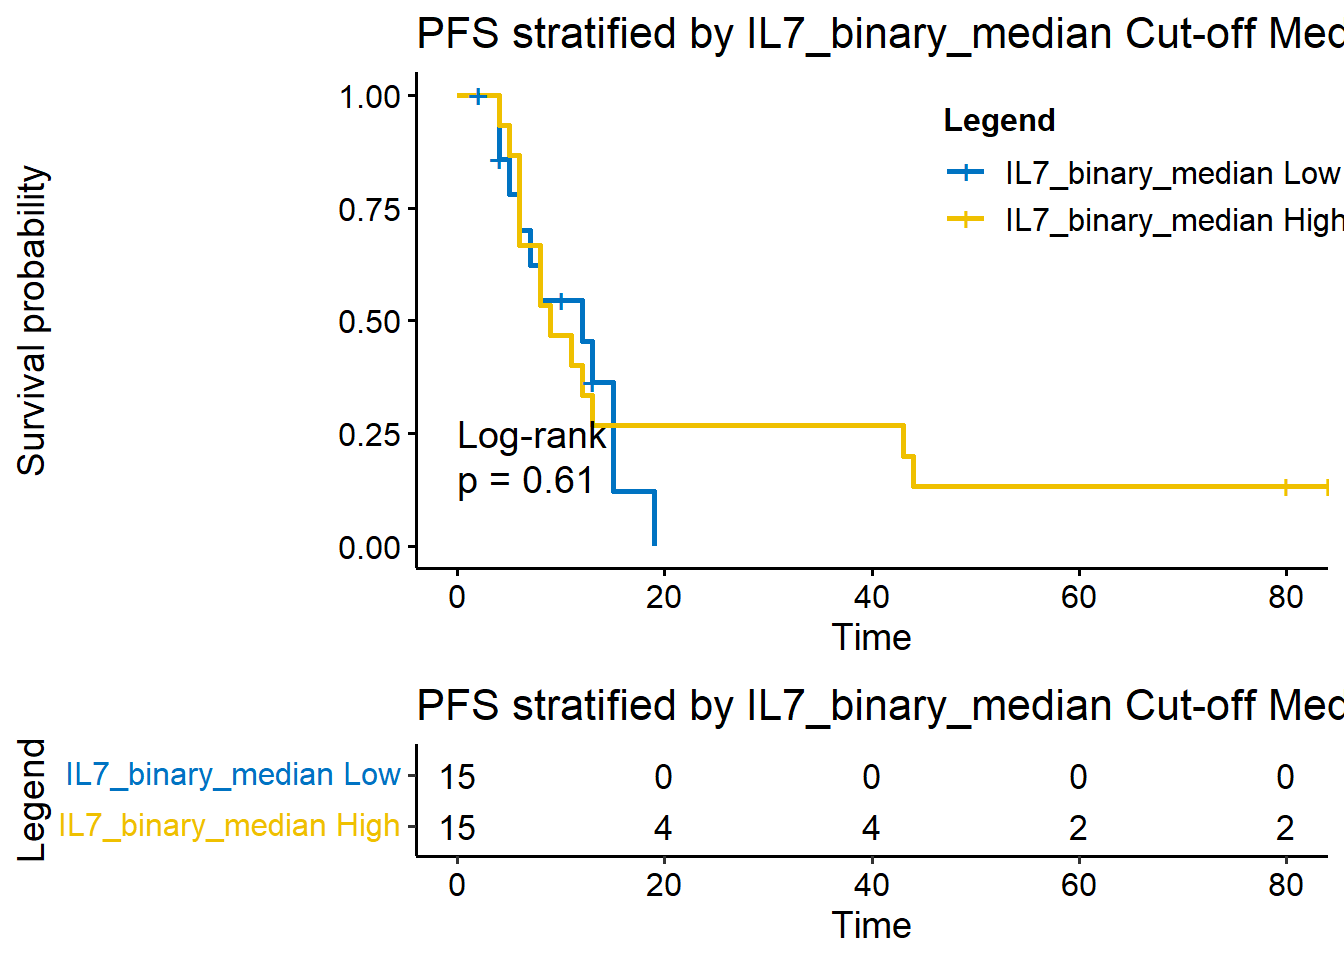 PFS stratified by IL7_binary_median Cut-off Med
Survival probability
1.00
0.75
0.50
0.25
0.00
Legend
IL7_binary_median Low
IL7_binary_median High
Log-rank
p = 0.61
0 20 40 60 80
Time
PFS stratified by IL7_binary_median Cut-off Med
Legend
IL7_binary_median Low 15 0 0 0 0
IL7_binary_median High 15 4 4 2 2
0 20 40 60 80
Time